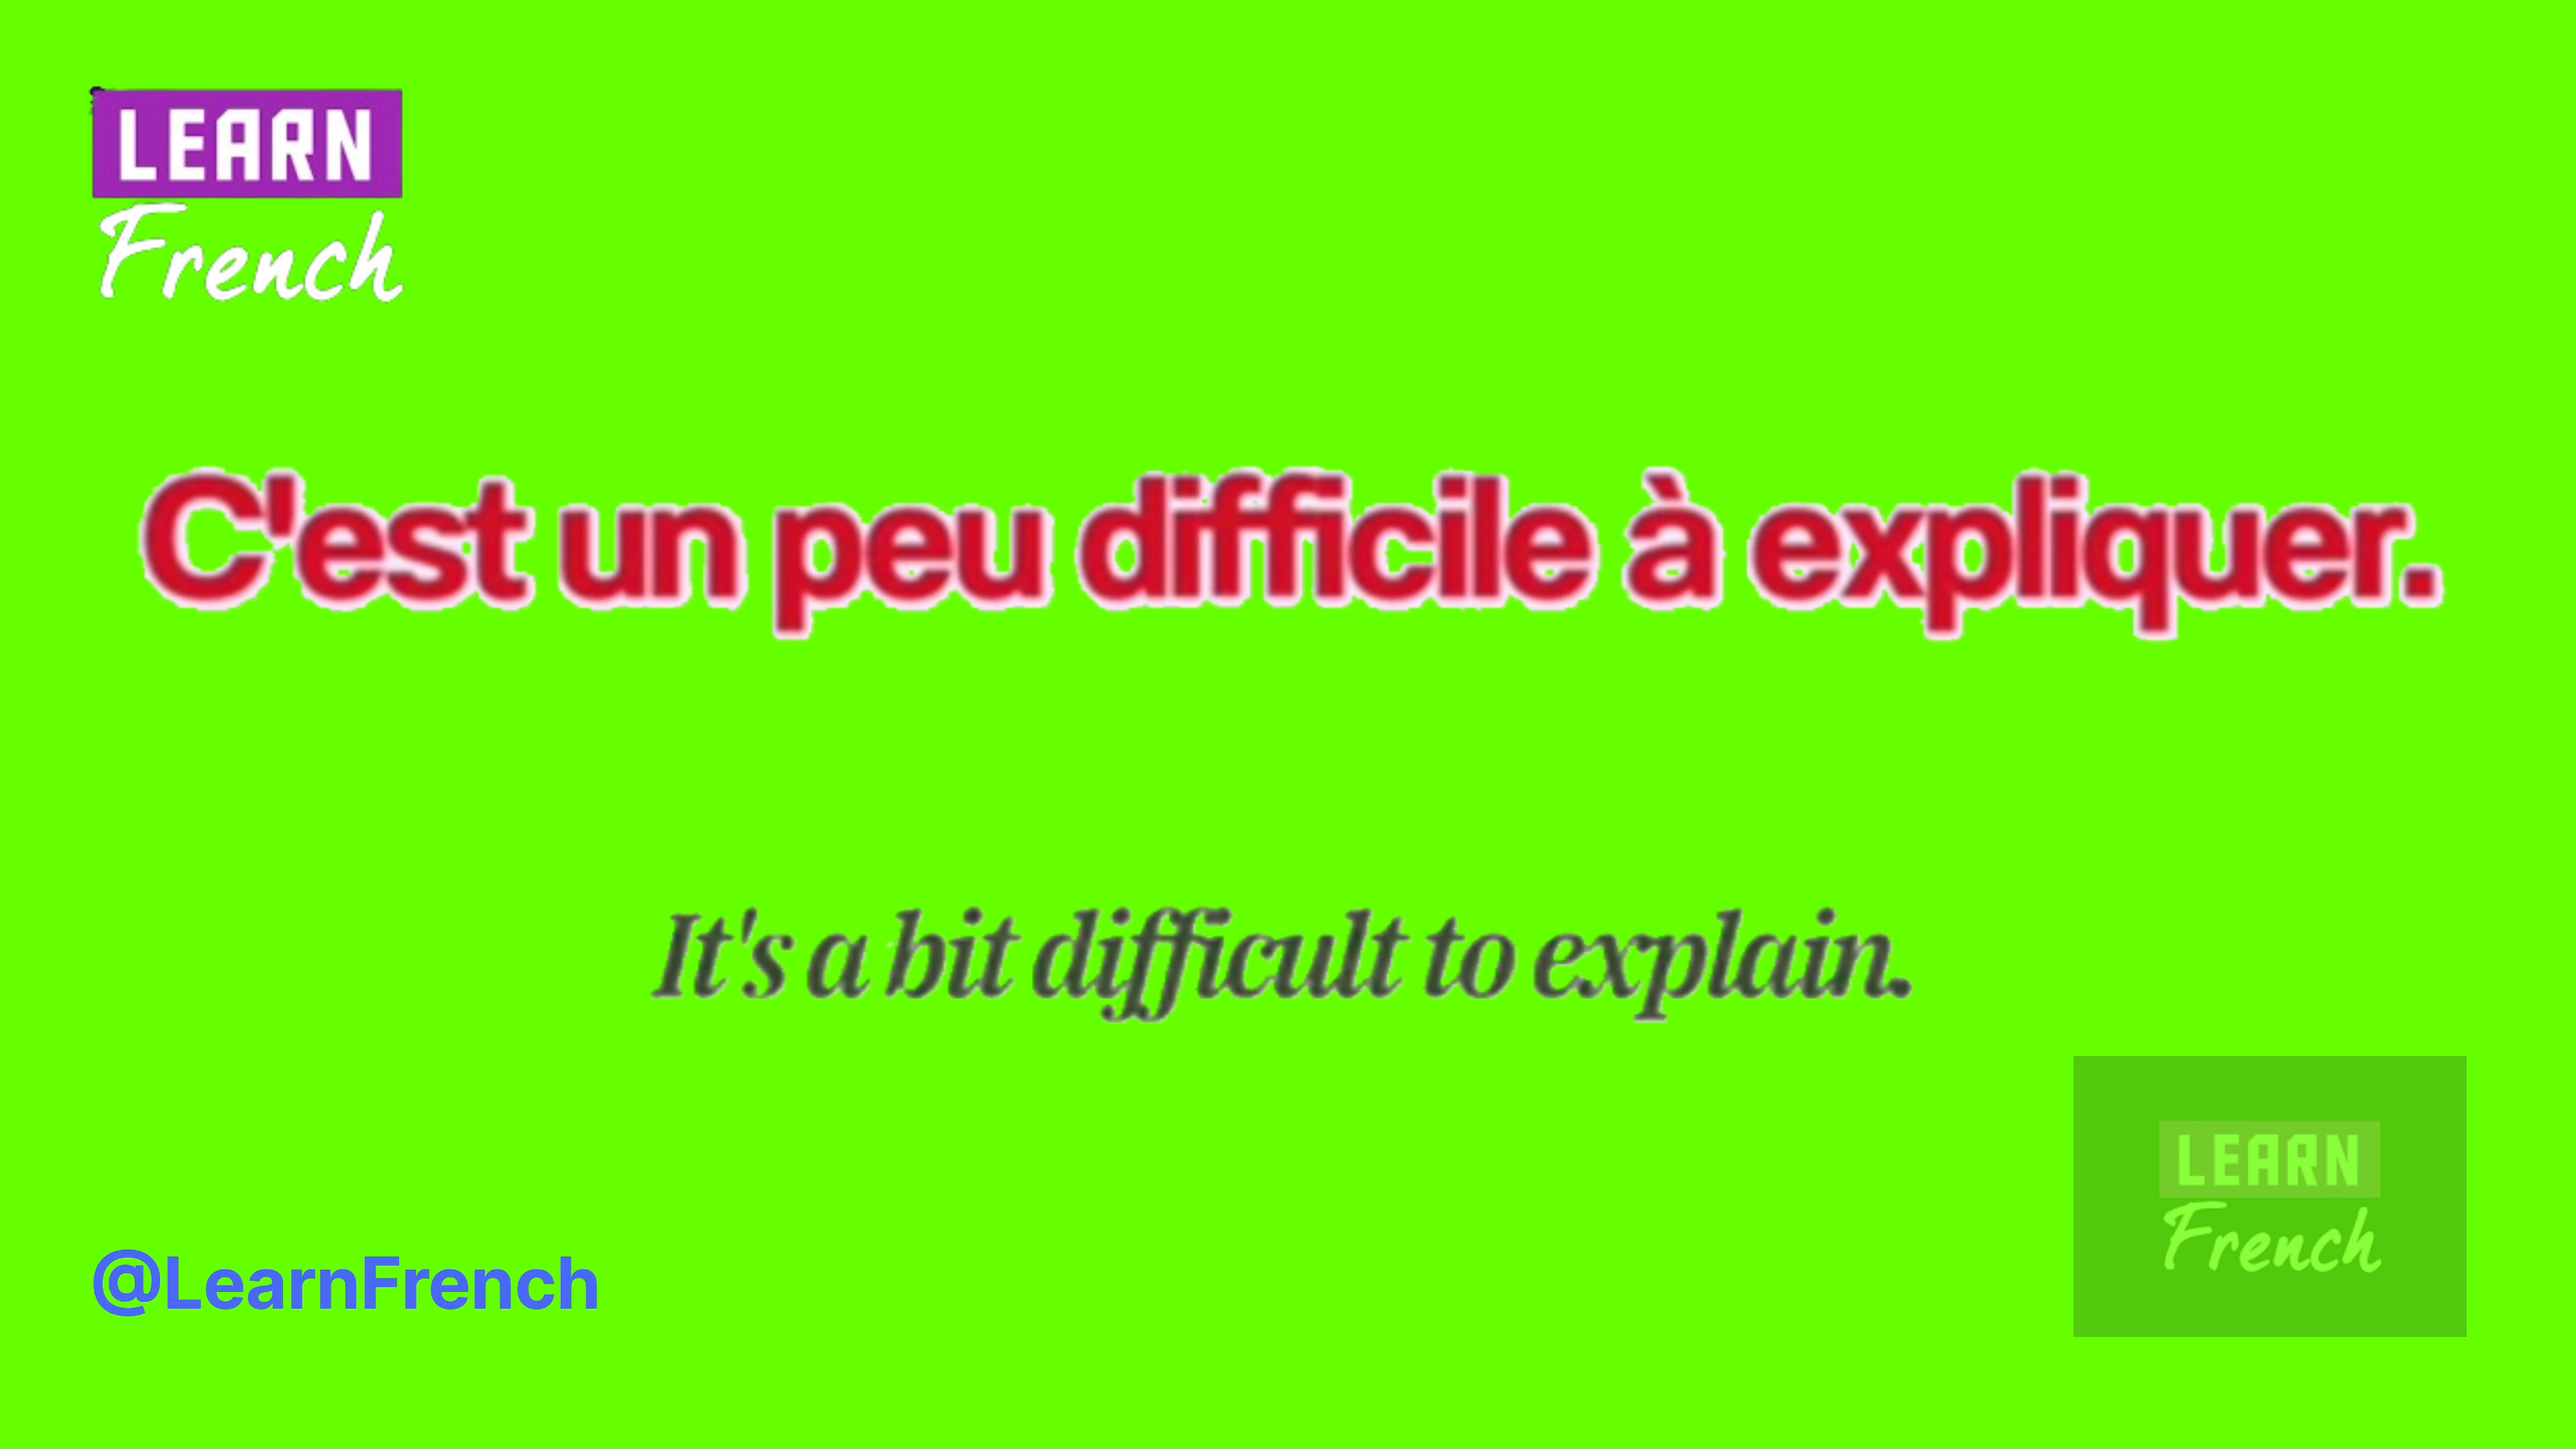 LEARN
French
C'est un peu difficile à expliquer.
It's a bit difficult to explain.
LEARN
French
@LearnFrench